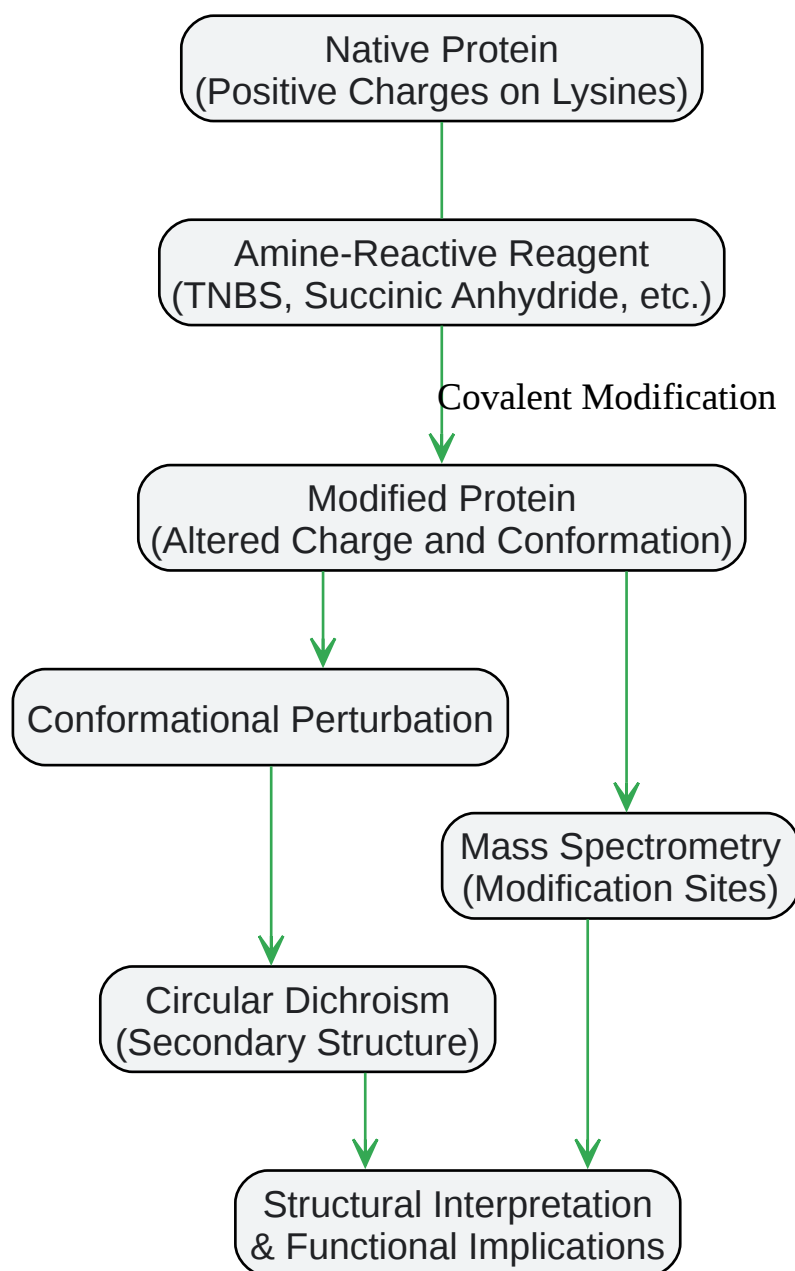 Native Protein
(Positive Charges on Lysines)
Amine-Reactive Reagent
(TNBS, Succinic Anhydride, etc.)
Covalent Modification
Modified Protein
(Altered Charge and Conformation)
Conformational Perturbation
Mass Spectrometry
(Modification Sites)
Circular Dichroism
(Secondary Structure)
Structural Interpretation
& Functional Implications